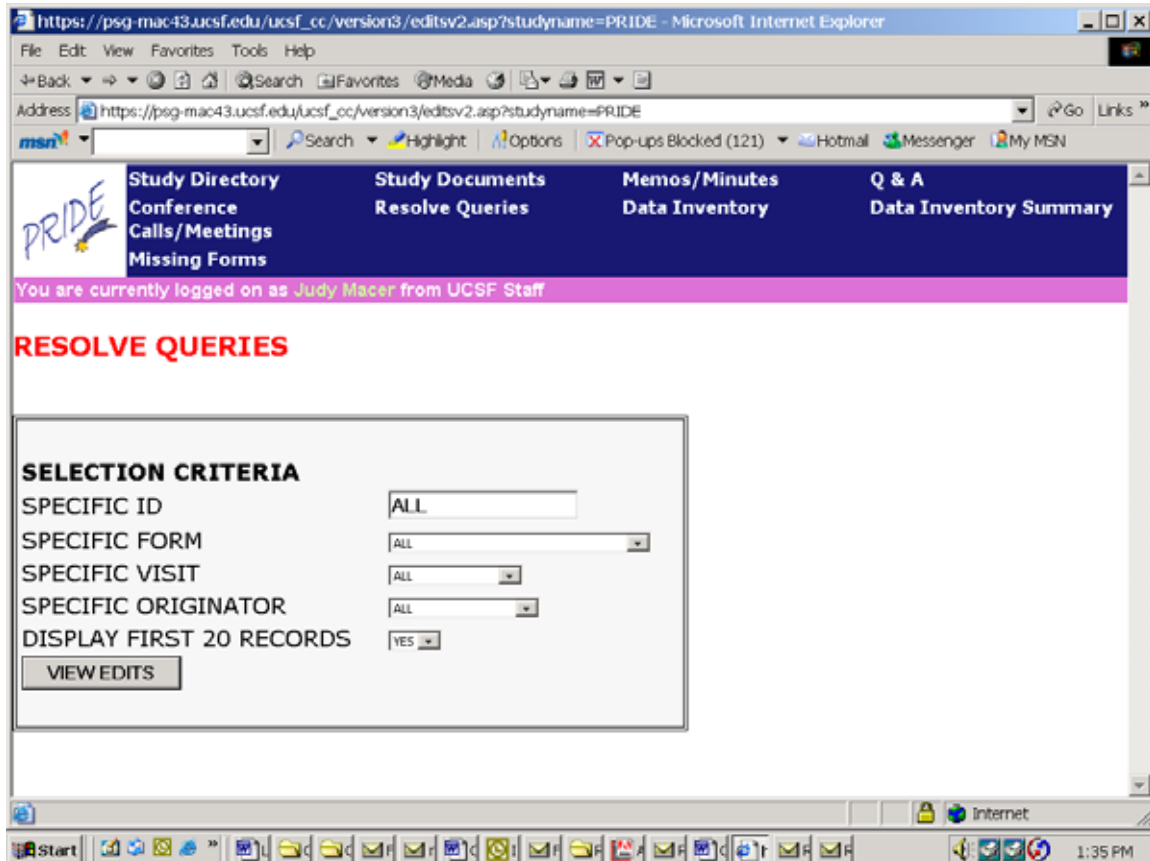 https://psg-mac43.ucsf.edu/ucsf_cc/version3/editsv2.asp?studyname=PRIDE - Microsoft Internet Explorer
File Edit View Favorites Tools Help
Back Search Favorites Media
Address https://psg-mac43.ucsf.edu/ucsf_cc/version3/editsv2.asp?studyname=PRIDE Go Links »
msn Search Highlight Options Pop-ups Blocked (121) Hotmail Messenger My MSN
PRIDE
Study Directory Study Documents Memos/Minutes Q & A
Conference Calls/Meetings Resolve Queries Data Inventory Data Inventory Summary
Missing Forms
You are currently logged on as Judy Macer from UCSF Staff
RESOLVE QUERIES
SELECTION CRITERIA
SPECIFIC ID ALL
SPECIFIC FORM ALL
SPECIFIC VISIT ALL
SPECIFIC ORIGINATOR ALL
DISPLAY FIRST 20 RECORDS YES
VIEW EDITS
Internet
Start » 1:35 PM